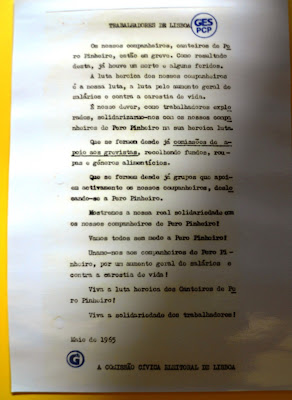 TRABALHADORES DE LISBOA
GES
PCP
Os nossos companheiros, canteiros de Pe
ro Pinheiro, estão em greve. Como resultado
desta, já houve um morto e alguns feridos.
A luta heroica dos nossos companheiros
é a nossa luta, a luta pelo aumento geral de
salários e contra a carestia de vida.
É nosso dever, como trabalhadores explo
rados, solidarizarmo-nos com os nossos compa
nheiros de Pero Pinheiro na sua heroica luta.
Que se formem desde já comissões de a-
poio aos grevistas, recolhendo fundos, rou-
pas e géneros alimentícios.
Que se formem desde já grupos que apoi-
em activamente os nossos companheiros, deslo
cando-se a Pero Pinheiro.
Mostremos a nossa real solidariedade com
os nossos companheiros de Pero Pinheiro!
Vamos todos sem medo a Pero Pinheiro!
Unamo-nos aos companheiros de Pero Pi-
nheiro, por um aumento geral de salários e
contra a carestia de vida!
Viva a luta heroica dos Canteiros de Pe
ro Pinheiro!
Viva a solidariedade dos trabalhadores!
Maio de 1965
G
A COMISSÃO CÍVICA ELEITORAL DE LISBOA